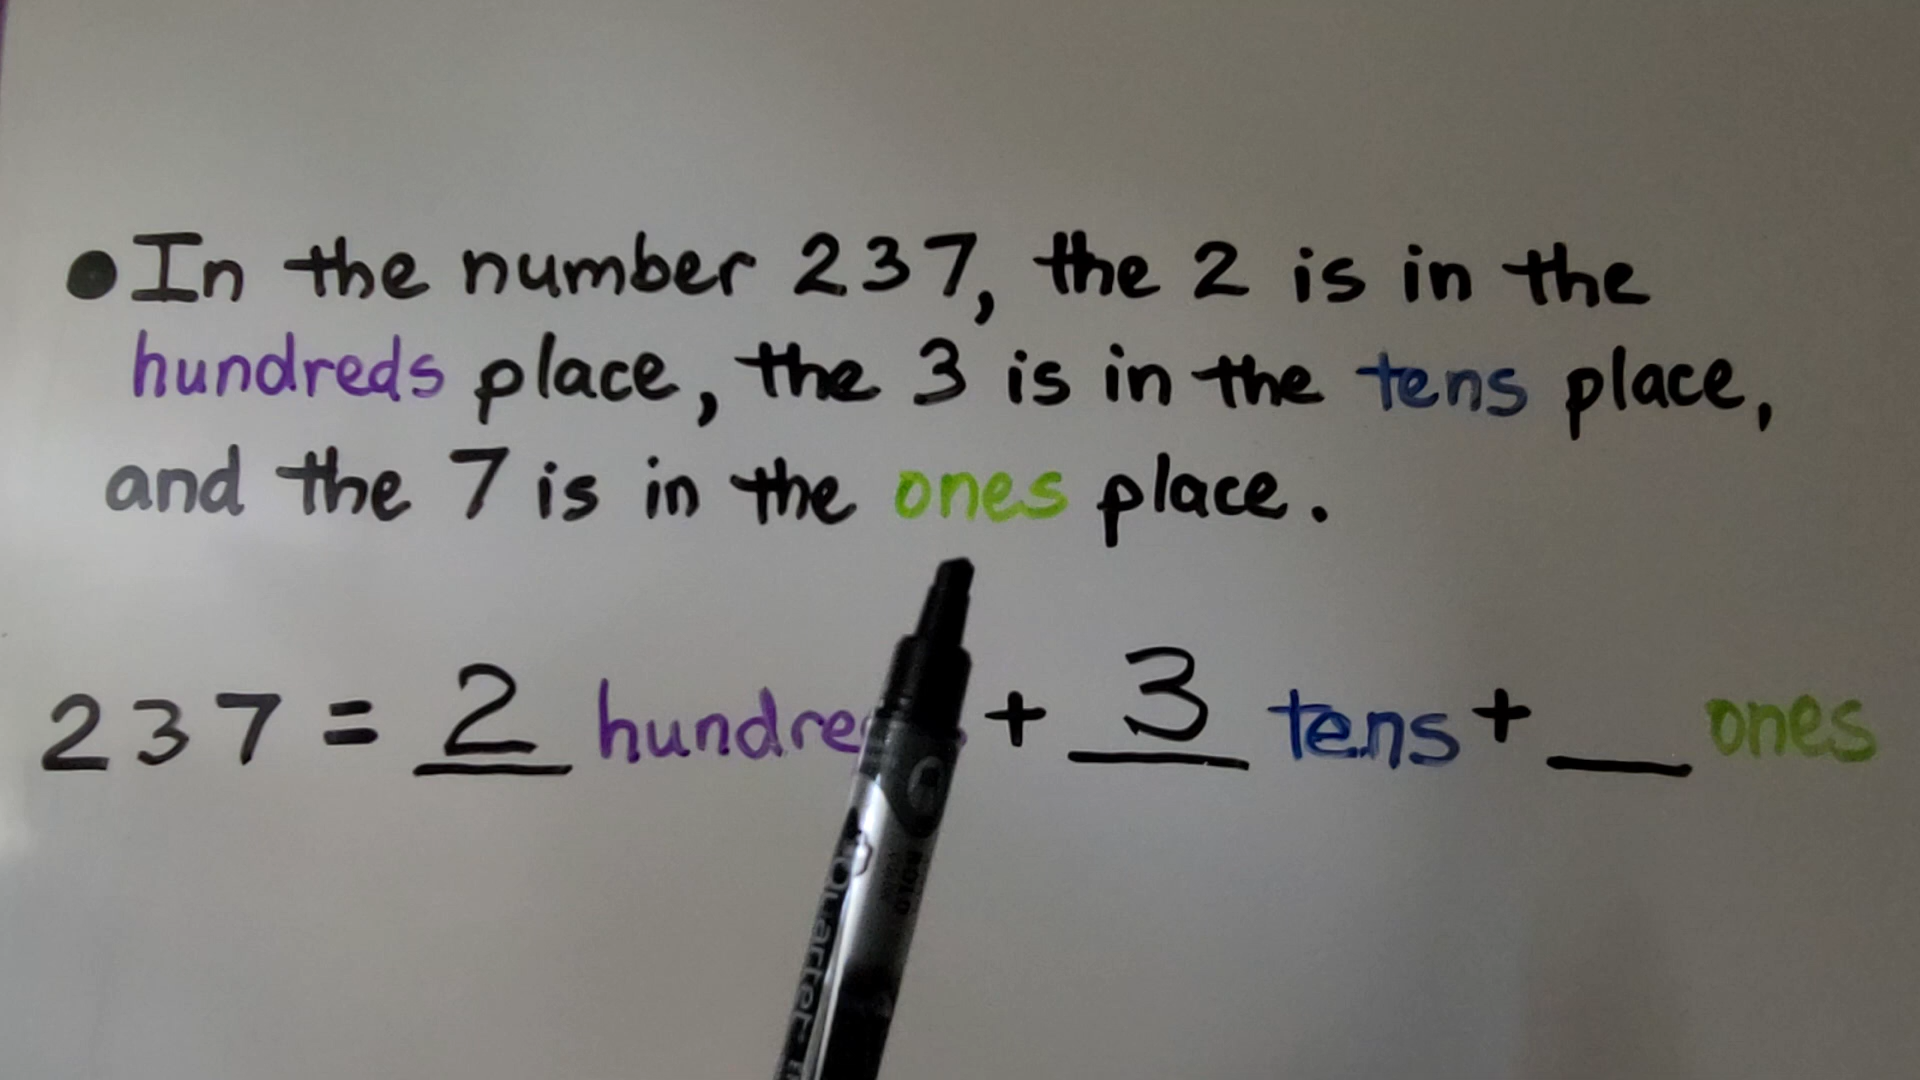 • In the number 237, the 2 is in the
hundreds place, the 3 is in the tens place,
and the 7 is in the ones place.
237 = 2 + 3 tens + __ ones